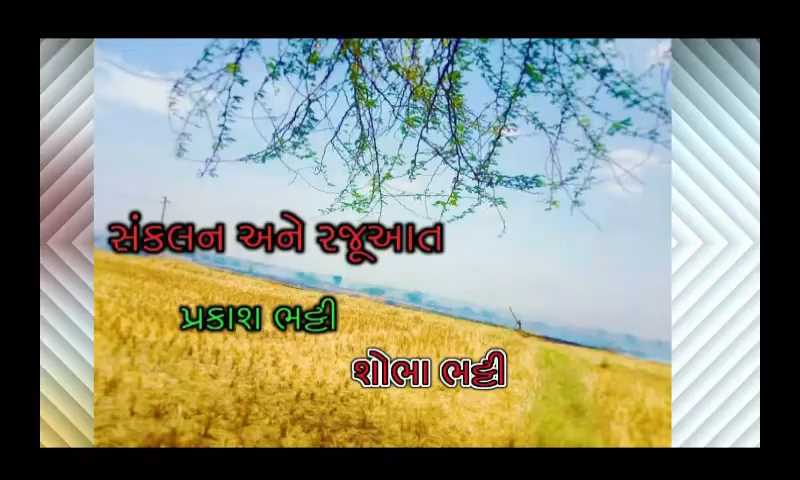 સંકલન અને રજૂઆત
પ્રકાશ ભટ્ટી
શોભા ભટ્ટી